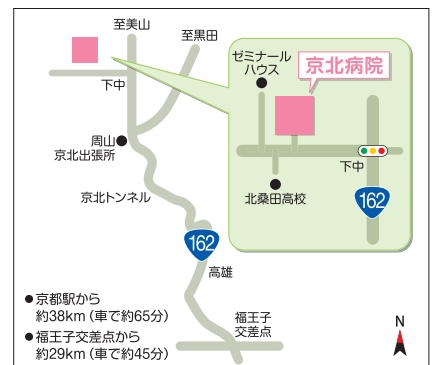 至美山
至黒田
下中
周山
京北出張所
京北トンネル
162
高雄
福王子
交差点
ゼミナール
ハウス
京北病院
下中
北桑田高校
162
●京都駅から
約38km（車で約65分）
●福王子交差点から
約29km（車で約45分）
N